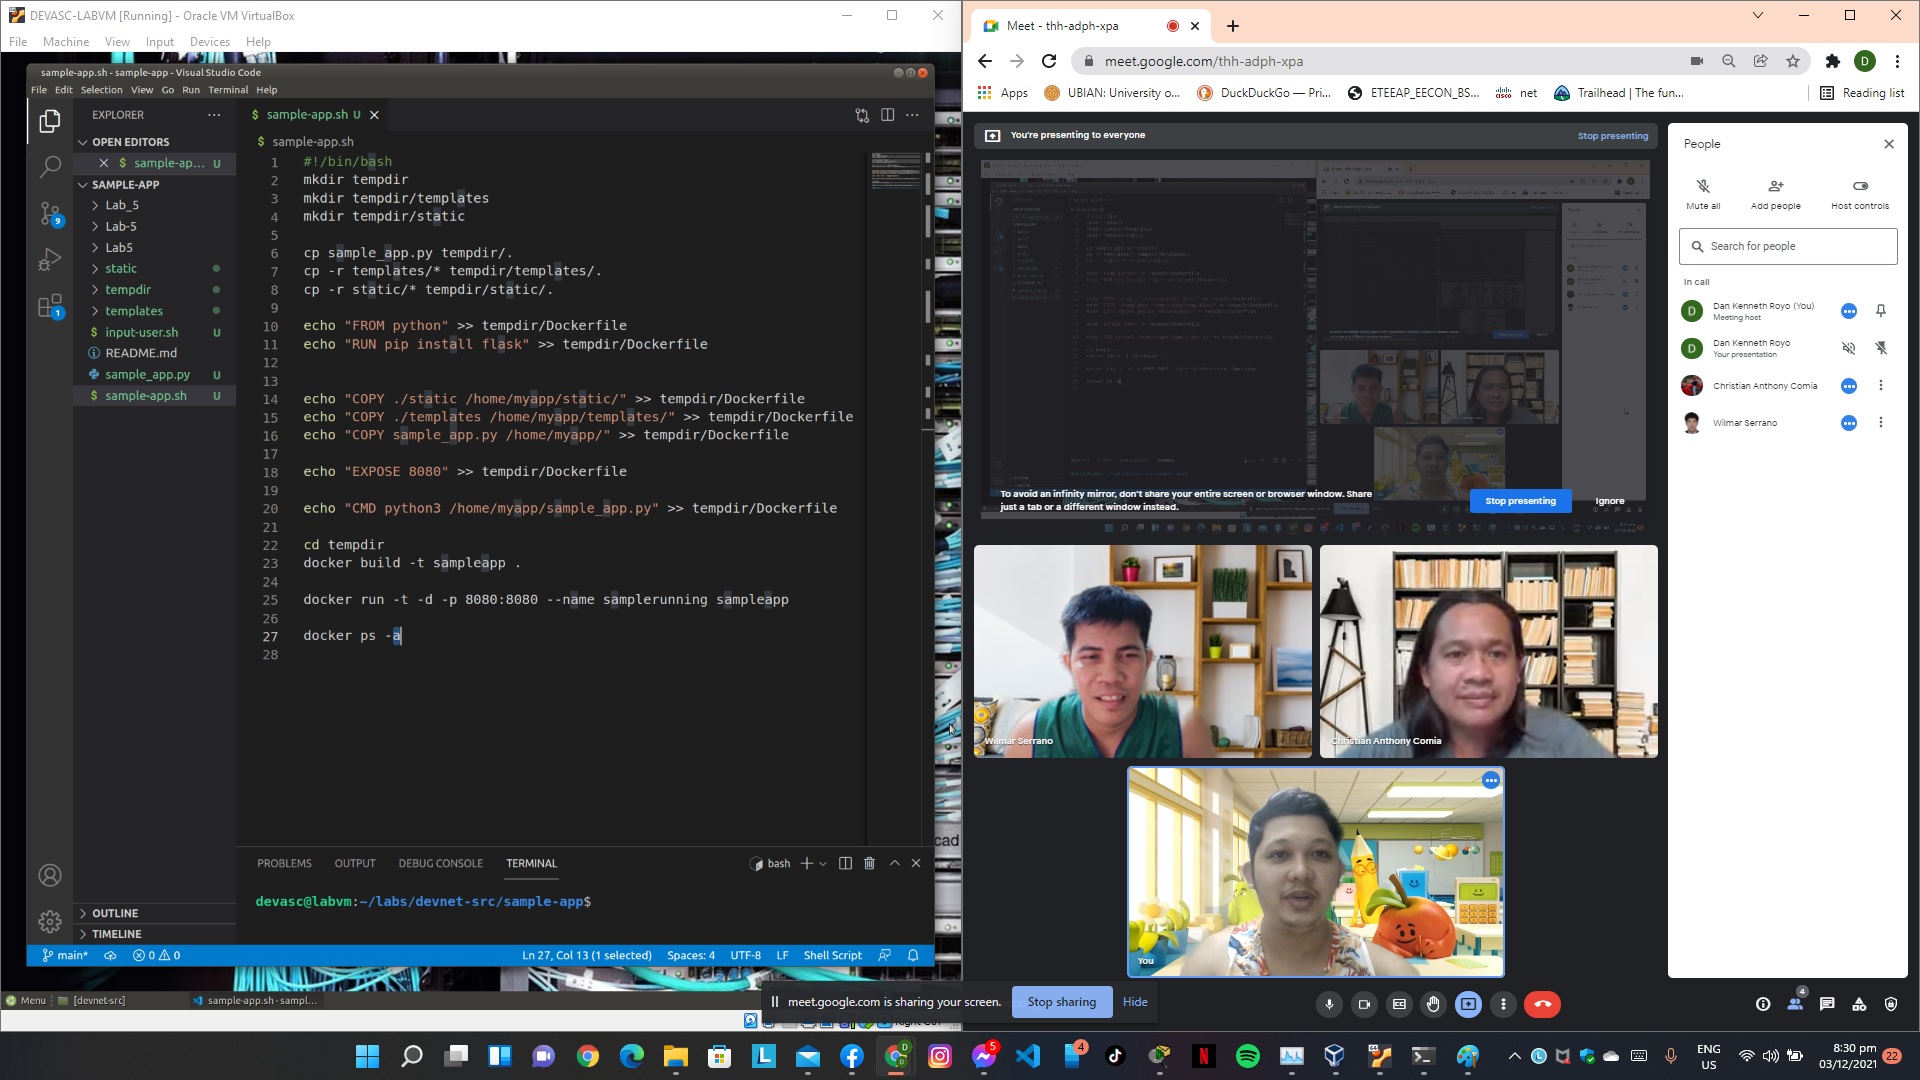 DEVASC-LABVM [Running] - Oracle VM VirtualBox
File Machine View Input Devices Help
sample-app.sh - sample-app - Visual Studio Code
File Edit Selection View Go Run Terminal Help
EXPLORER
OPEN EDITORS
sample-ap... U
SAMPLE-APP
Lab_5
Lab-5
Lab5
static
tempdir
templates
input-user.sh U
README.md
sample_app.py U
sample-app.sh U
OUTLINE
TIMELINE
9
1
sample-app.sh U
sample-app.sh
1 #!/bin/bash
2 mkdir tempdir
3 mkdir tempdir/templates
4 mkdir tempdir/static
5
6 cp sample_app.py tempdir/.
7 cp -r templates/* tempdir/templates/.
8 cp -r static/* tempdir/static/.
9
10 echo "FROM python" >> tempdir/Dockerfile
11 echo "RUN pip install flask" >> tempdir/Dockerfile
12
13
14 echo "COPY ./static /home/myapp/static/" >> tempdir/Dockerfile
15 echo "COPY ./templates /home/myapp/templates/" >> tempdir/Dockerfile
16 echo "COPY sample_app.py /home/myapp/" >> tempdir/Dockerfile
17
18 echo "EXPOSE 8080" >> tempdir/Dockerfile
19
20 echo "CMD python3 /home/myapp/sample_app.py" >> tempdir/Dockerfile
21
22 cd tempdir
23 docker build -t sampleapp .
24
25 docker run -t -d -p 8080:8080 --name samplerunning sampleapp
26
27 docker ps -a
28
PROBLEMS OUTPUT DEBUG CONSOLE TERMINAL
bash
devasc@labvm:~/labs/devnet-src/sample-app$
main* 0 0
Ln 27, Col 13 (1 selected) Spaces: 4 UTF-8 LF Shell Script
Menu [devnet-src] sample-app.sh - sampl...
cad
Meet - thh-adph-xpa
meet.google.com/thh-adph-xpa
D
Apps UBIAN: University o... DuckDuckGo — Pri... ETEEAP_EECON_BS... net Trailhead | The fun... Reading list
You're presenting to everyone
Stop presenting
To avoid an infinity mirror, don't share your entire screen or browser window. Share
just a tab or a different window instead.
Stop presenting
Ignore
Wilmar Serrano
Christian Anthony Comia
You
People
Mute all
Add people
Host controls
Search for people
In call
D
Dan Kenneth Royo (You)
Meeting host
D
Dan Kenneth Royo
Your presentation
Christian Anthony Comia
Wilmar Serrano
meet.google.com is sharing your screen.
Stop sharing
Hide
4
D
L
5
4
N
L
ENG
US
8:30 pm
03/12/2021
22